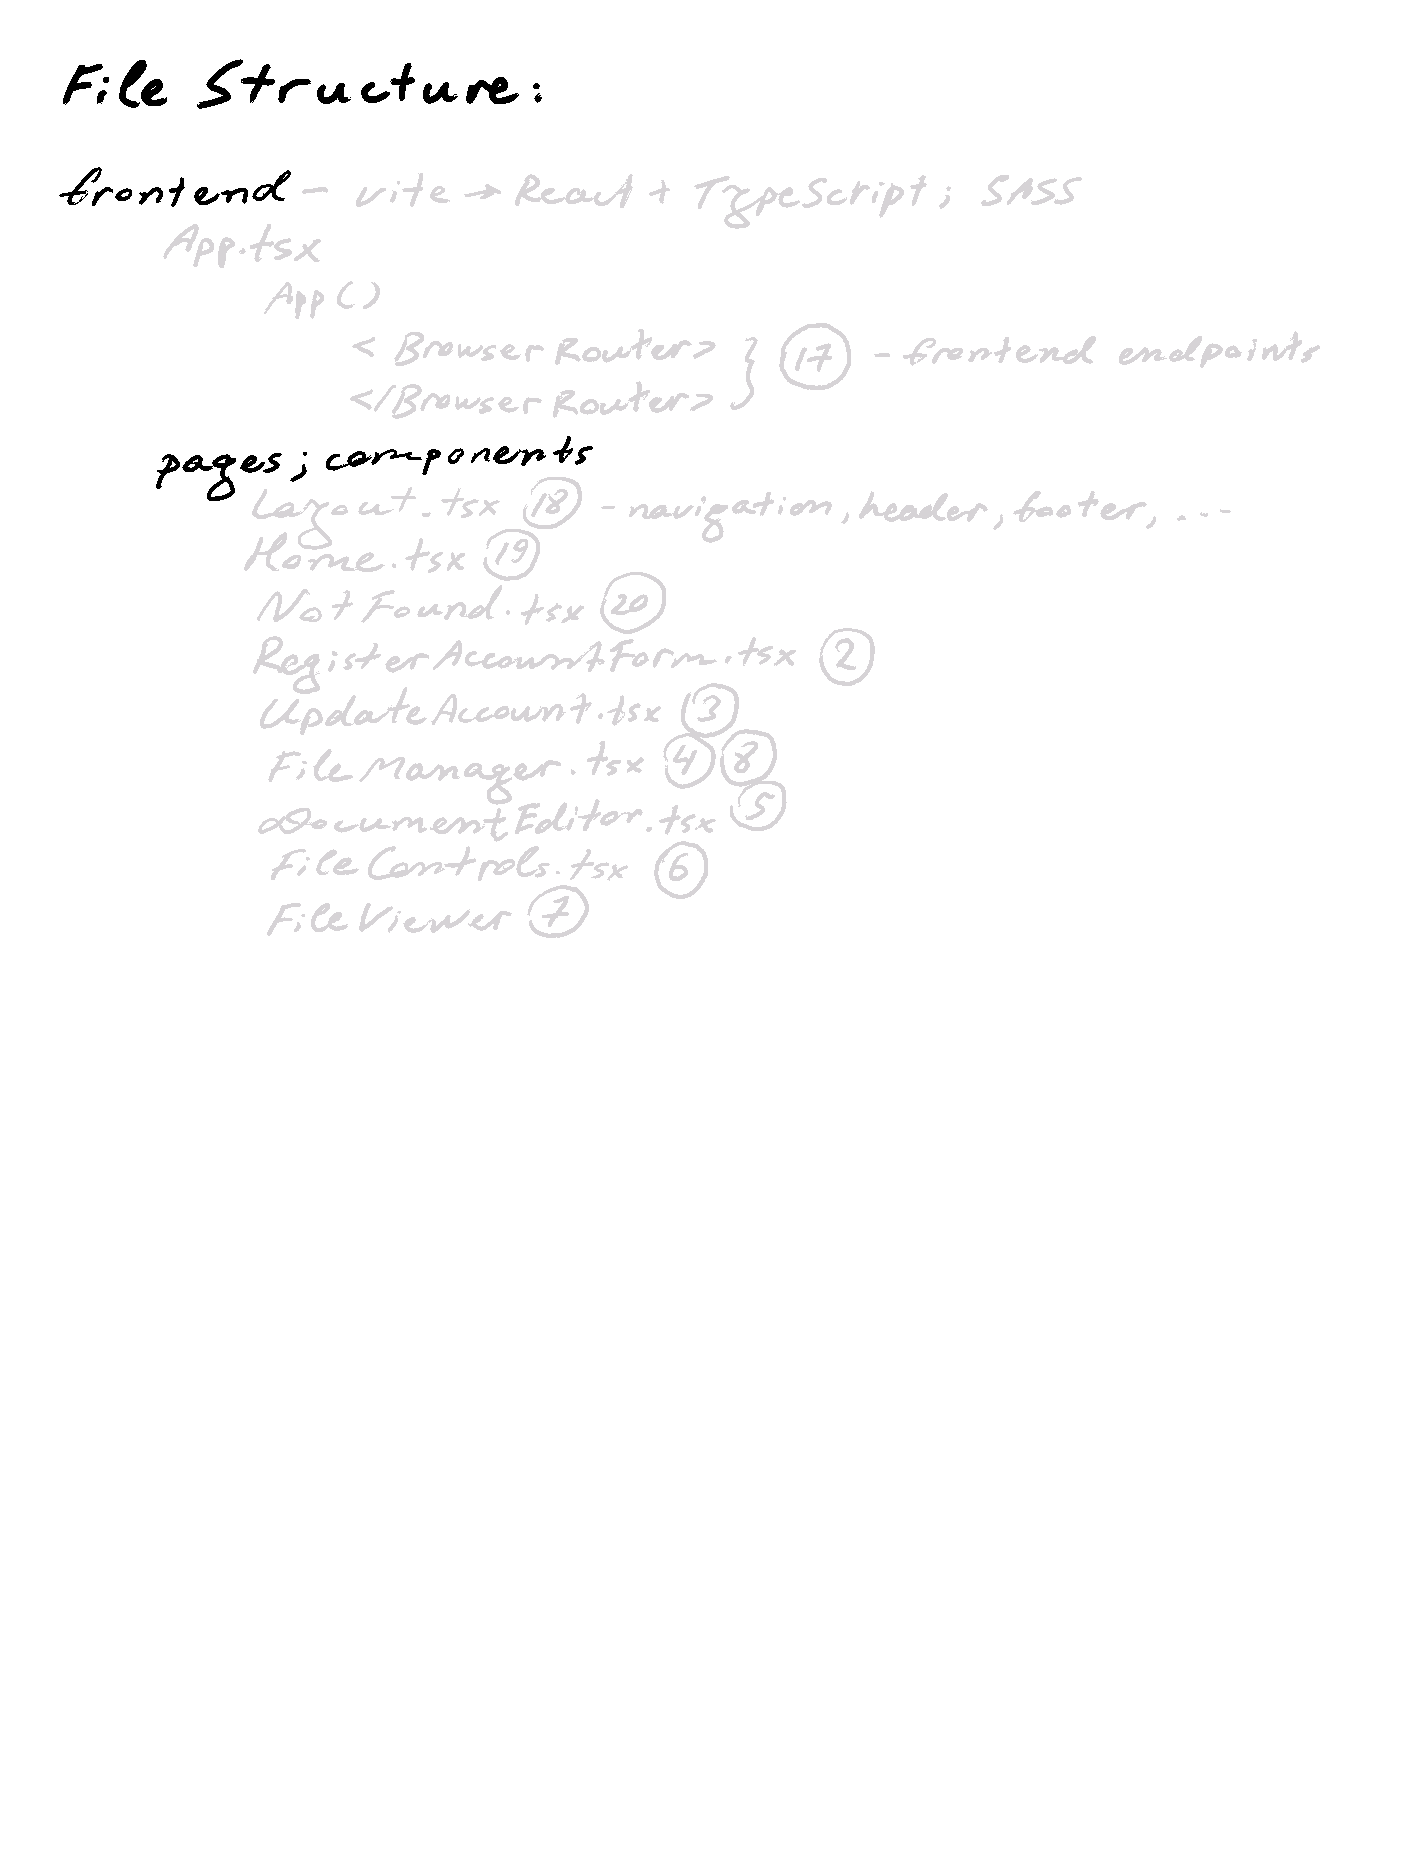 File Structure:
frontend - vite → React + TypeScript; SASS
App.tsx
App()
<BrowserRouter> } 17 - frontend endpoints
</BrowserRouter>
pages; components
Layout.tsx 18 - navigation, header, footer, ...
Home.tsx 19
NotFound.tsx 20
RegisterAccountForm.tsx 2
UpdateAccount.tsx 3
FileManager.tsx 4 8
DocumentEditor.tsx 5
FileControls.tsx 6
FileViewer 7